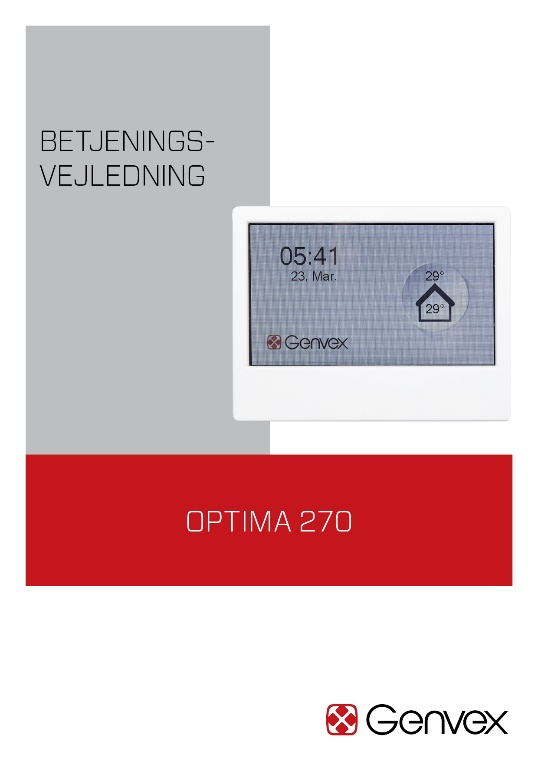 BETJENINGS-
VEJLEDNING
05:41
23. Mar.
29°
29°
Genvex
OPTIMA 270
Genvex